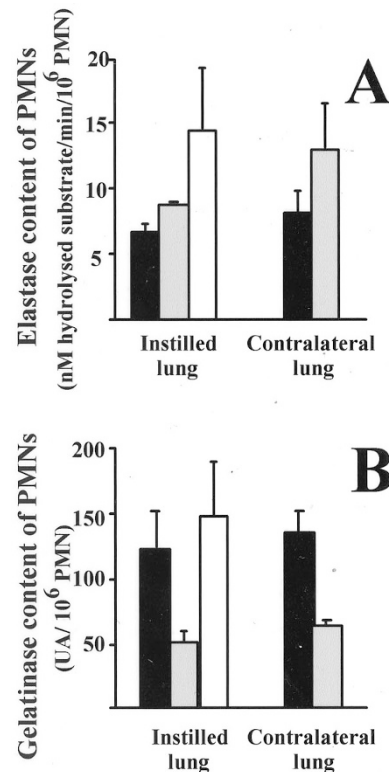 A
Elastase content of PMNs
(nM hydrolysed substrate/min/10⁶ PMN)
20
15
10
5
Instilled lung
Contralateral lung
B
Gelatinase content of PMNs
(UA/ 10⁶ PMN)
200
150
100
50
Instilled lung
Contralateral lung